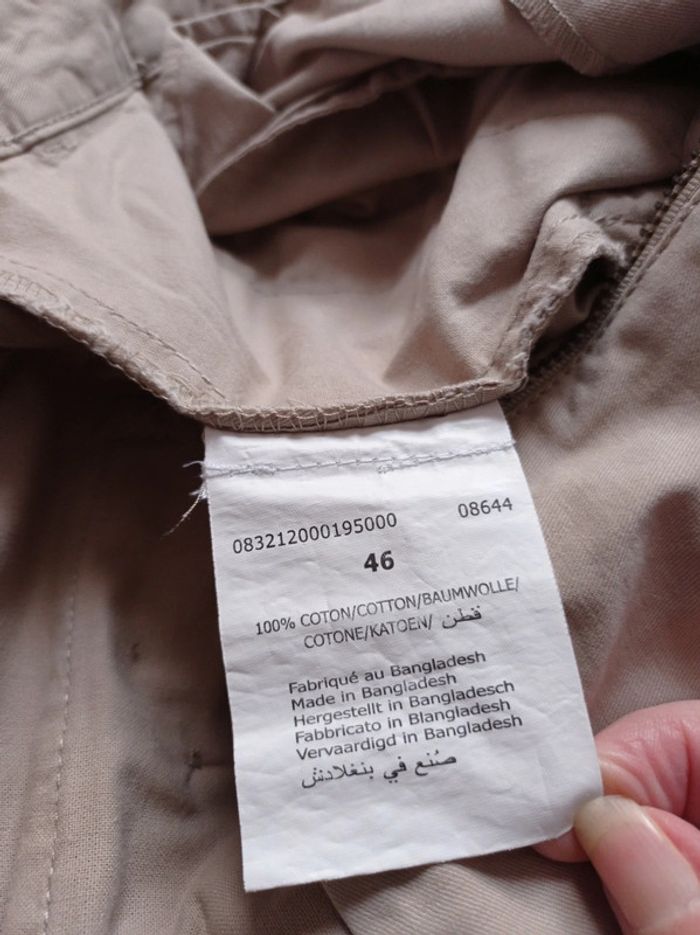 083212000195000 08644
46
100% COTON/COTTON/BAUMWOLLE/
COTONE/KATOEN/ قطن
Fabriqué au Bangladesh
Made in Bangladesh
Hergestellt in Bangladesch
Fabbricato in Blangladesh
Vervaardigd in Bangladesh
صُنع في بنغلادش